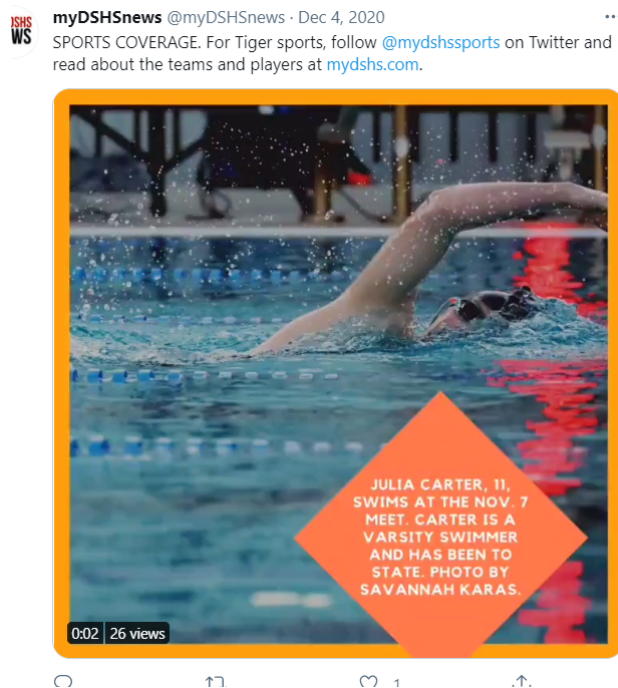 myDSHSnews @myDSHSnews · Dec 4, 2020
SPORTS COVERAGE. For Tiger sports, follow @mydshssports on Twitter and
read about the teams and players at mydshs.com.
JULIA CARTER, 11,
SWIMS AT THE NOV. 7
MEET. CARTER IS A
VARSITY SWIMMER
AND HAS BEEN TO
STATE. PHOTO BY
SAVANNAH KARAS.
0:02 26 views
1